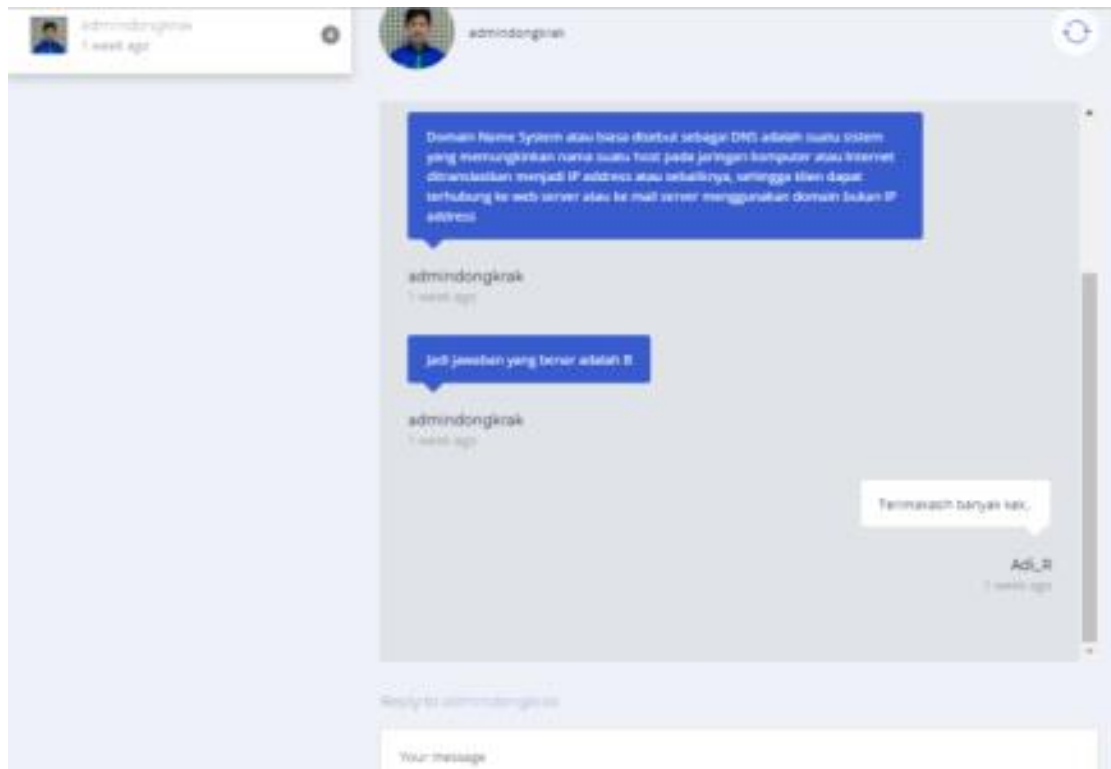 admindongkrak
1 week ago
admindongkrak
Domain Name System atau biasa disebut sebagai DNS adalah suatu sistem
yang memungkinkan nama suatu host pada jaringan komputer atau Internet
ditranslasikan menjadi IP address atau sebaliknya, sehingga klien dapat
terhubung ke web server atau ke mail server menggunakan domain bukan IP
address
admindongkrak
1 week ago
Jadi jawaban yang benar adalah
admindongkrak
1 week ago
Terimakasih banyak kak,
Adi_R
1 week ago
Reply to admindongkrak
Your message